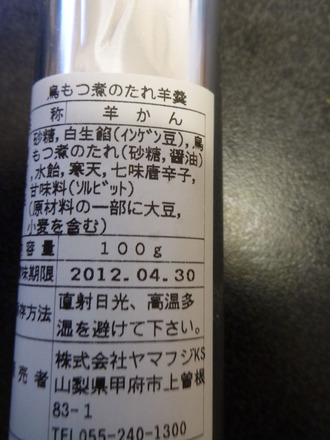 鳥もつ煮のたれ羊羹
称 羊かん
砂糖,白生餡(インゲン豆),鳥
もつ煮のたれ(砂糖,醤油)
,水飴,寒天,七味唐辛子,
甘味料(ソルビット)
(原材料の一部に大豆,
小麦を含む)
容量 100g
味期限 2012.04.30
存方法 直射日光、高温多
湿を避けて下さい。
売者 株式会社ヤマフジKS
山梨県甲府市上曽根
83-1
TEL055-240-1300